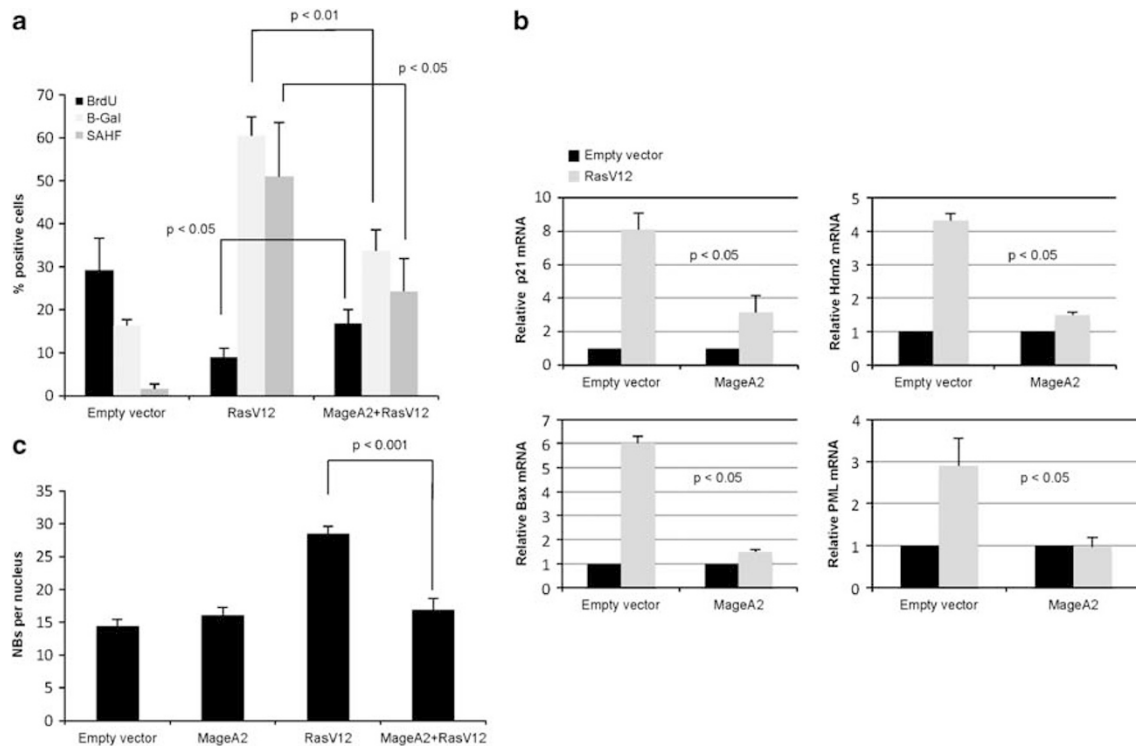 a
p < 0.01
p < 0.05
BrdU
B-Gal
SAHF
p < 0.05
% positive cells
70
60
50
40
30
20
10
0
Empty vector RasV12 MageA2+RasV12
b
Empty vector
RasV12
Relative p21 mRNA
10
8
6
4
2
0
p < 0.05
Empty vector MageA2
Relative Hdm2 mRNA
5
4
3
2
1
0
p < 0.05
Empty vector MageA2
Relative Bax mRNA
7
6
5
4
3
2
1
0
p < 0.05
Empty vector MageA2
Relative PML mRNA
4
3
2
1
0
p < 0.05
Empty vector MageA2
c
p < 0.001
NBs per nucleus
35
30
25
20
15
10
5
0
Empty vector MageA2 RasV12 MageA2+RasV12